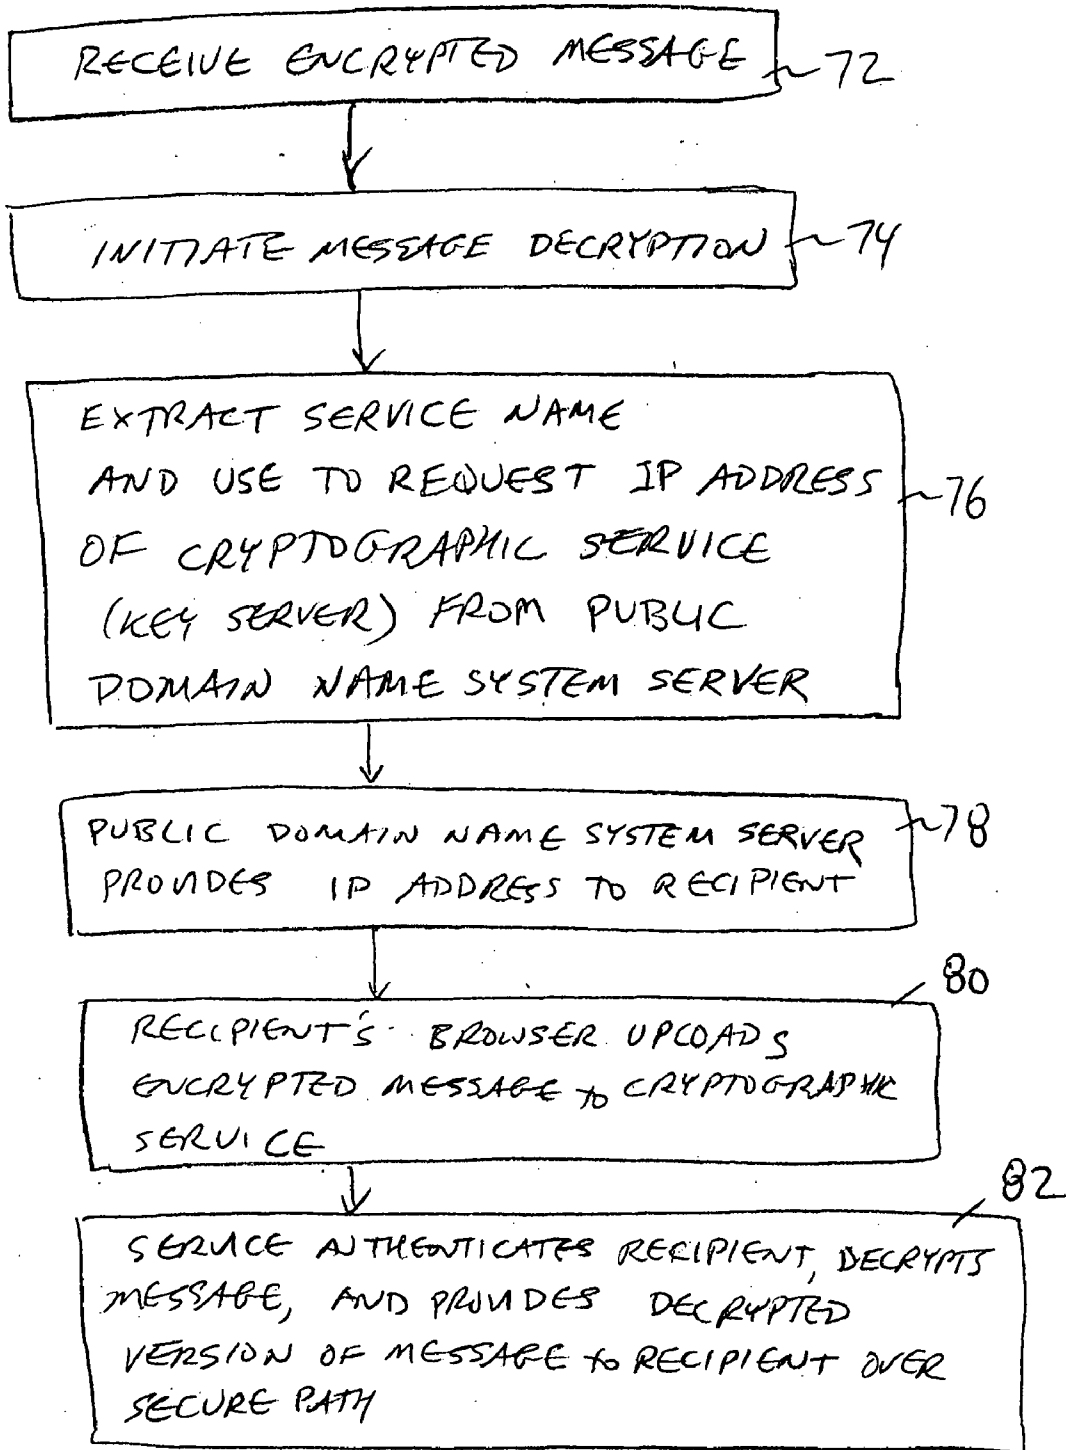 RECEIVE ENCRYPTED MESSAGE 72
INITIATE MESSAGE DECRYPTION 74
EXTRACT SERVICE NAME
AND USE TO REQUEST IP ADDRESS
OF CRYPTOGRAPHIC SERVICE
(KEY SERVER) FROM PUBLIC
DOMAIN NAME SYSTEM SERVER
76
PUBLIC DOMAIN NAME SYSTEM SERVER
PROVIDES IP ADDRESS TO RECIPIENT
78
80
RECIPIENT'S BROWSER UPLOADS
ENCRYPTED MESSAGE to CRYPTOGRAPHIC
SERVICE
82
SERVICE AUTHENTICATES RECIPIENT, DECRYPTS
MESSAGE, AND PROVIDES DECRYPTED
VERSION OF MESSAGE to RECIPIENT OVER
SECURE PATH